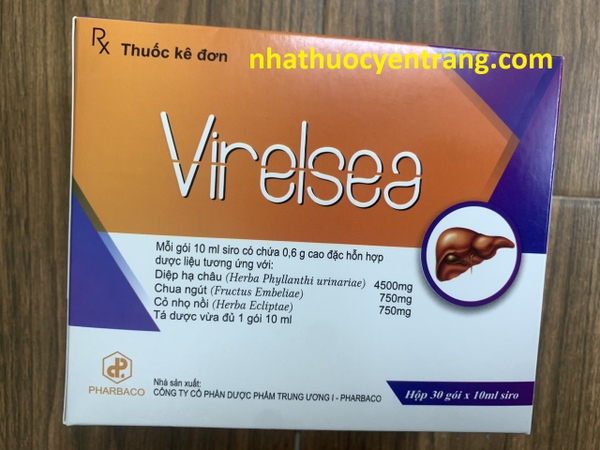 Rx Thuốc kê đơn
nhathuocyentrang.com
Virelsea
Mỗi gói 10 ml siro có chứa 0,6 g cao đặc hỗn hợp
dược liệu tương ứng với:
Diệp hạ châu (Herba Phyllanthi urinariae) 4500mg
Chua ngút (Fructus Embeliae) 750mg
Cỏ nhọ nồi (Herba Ecliptae) 750mg
Tá dược vừa đủ 1 gói 10 ml
PHARBACO
Nhà sản xuất:
CÔNG TY CỔ PHẦN DƯỢC PHẨM TRUNG ƯƠNG I - PHARBACO
Hộp 30 gói x 10ml siro